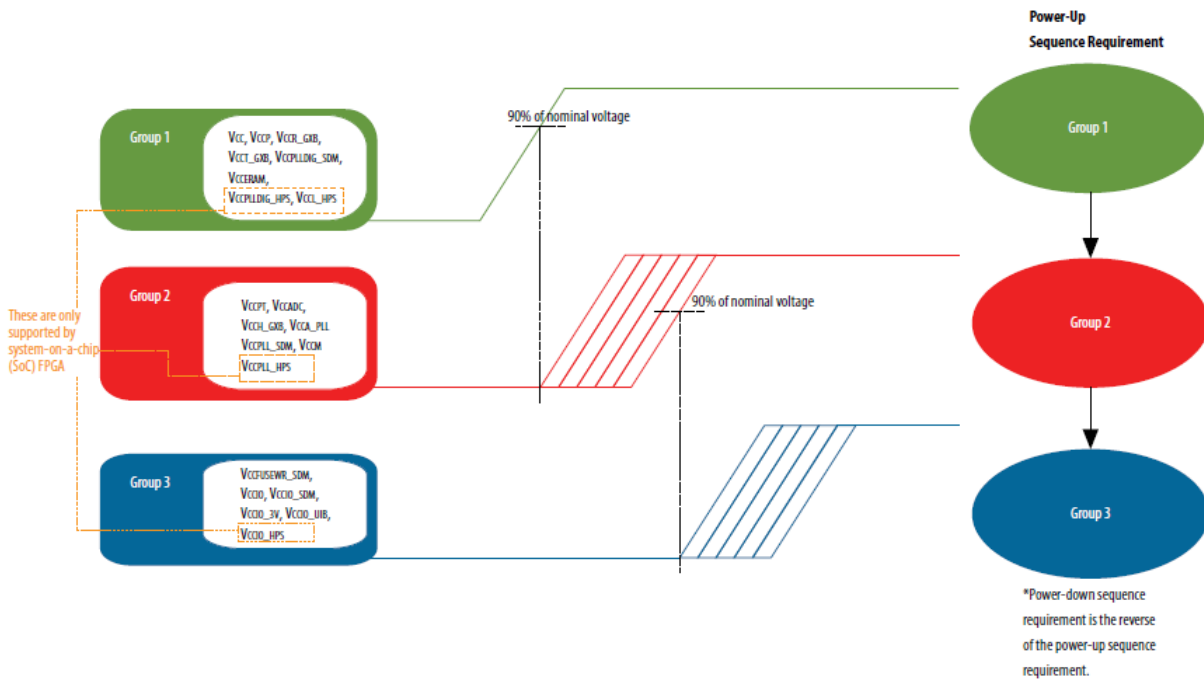 Power-Up
Sequence Requirement
Group 1
VCC, VCCP, VCCR_GXB,
VCCT_GXB, VCCPLLDIG_SDM,
VCCERAM,
VCCPLLDIG_HPS, VCCL_HPS
90% of nominal voltage
Group 1
Group 2
VCCPT, VCCADC,
VCCH_GXB, VCCA_PLL
VCCPLL_SDM, VCCM
VCCPLL_HPS
90% of nominal voltage
Group 2
These are only
supported by
system-on-a-chip
(SoC) FPGA
Group 3
VCCFUSEWR_SDM,
VCCIO, VCCIO_SDM,
VCCIO_3V, VCCIO_UIB,
VCCIO_HPS
Group 3
*Power-down sequence
requirement is the reverse
of the power-up sequence
requirement.